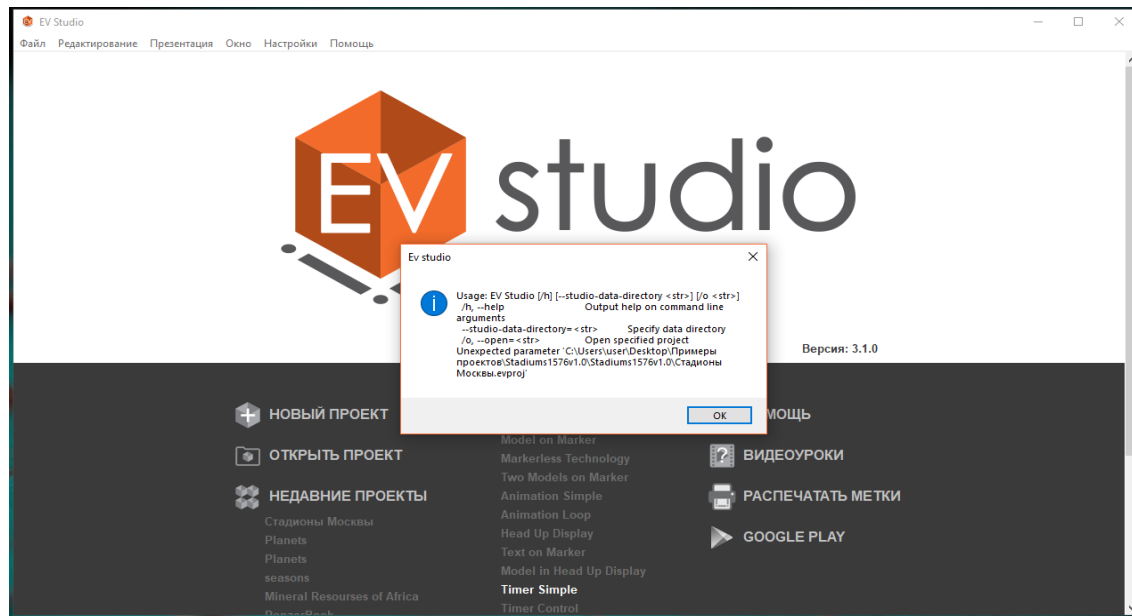 EV Studio
Файл Редактирование Презентация Окно Настройки Помощь
EV studio
Ev studio
Usage: EV Studio [/h] [--studio-data-directory <str>] [/o <str>]
/h, --help Output help on command line
arguments
--studio-data-directory=<str> Specify data directory
/o, --open=<str> Open specified project
Unexpected parameter 'C:\Users\user\Desktop\Примеры
проектов\Stadiums1576v1.0\Stadiums1576v1.0\Стадионы
Москвы.evproj'
OK
Версия: 3.1.0
НОВЫЙ ПРОЕКТ
ОТКРЫТЬ ПРОЕКТ
НЕДАВНИЕ ПРОЕКТЫ
Стадионы Москвы
Planets
Planets
seasons
Mineral Resourses of Africa
Model on Marker
Markerless Technology
Two Models on Marker
Animation Simple
Animation Loop
Head Up Display
Text on Marker
Model in Head Up Display
Timer Simple
Timer Control
МОЩЬ
ВИДЕОУРОКИ
РАСПЕЧАТАТЬ МЕТКИ
GOOGLE PLAY